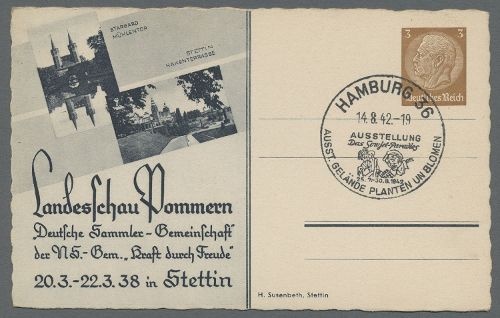 STARGARD
MÜHLENTOR
STETTIN
HAKENTERRASSE
Landesschau Pommern
Deutsche Sammler-Gemeinschaft
der N.S.-Gem. „Kraft durch Freude"
20.3.-22.3.38 in Stettin
3 3
Deutsches Reich
HAMBURG 36
14.8.42.-19
AUSSTELLUNG
Das Sowjet-Paradies
AUSST. GELÄNDE PLANTEN UN BLOMEN
H. Susenbeth, Stettin